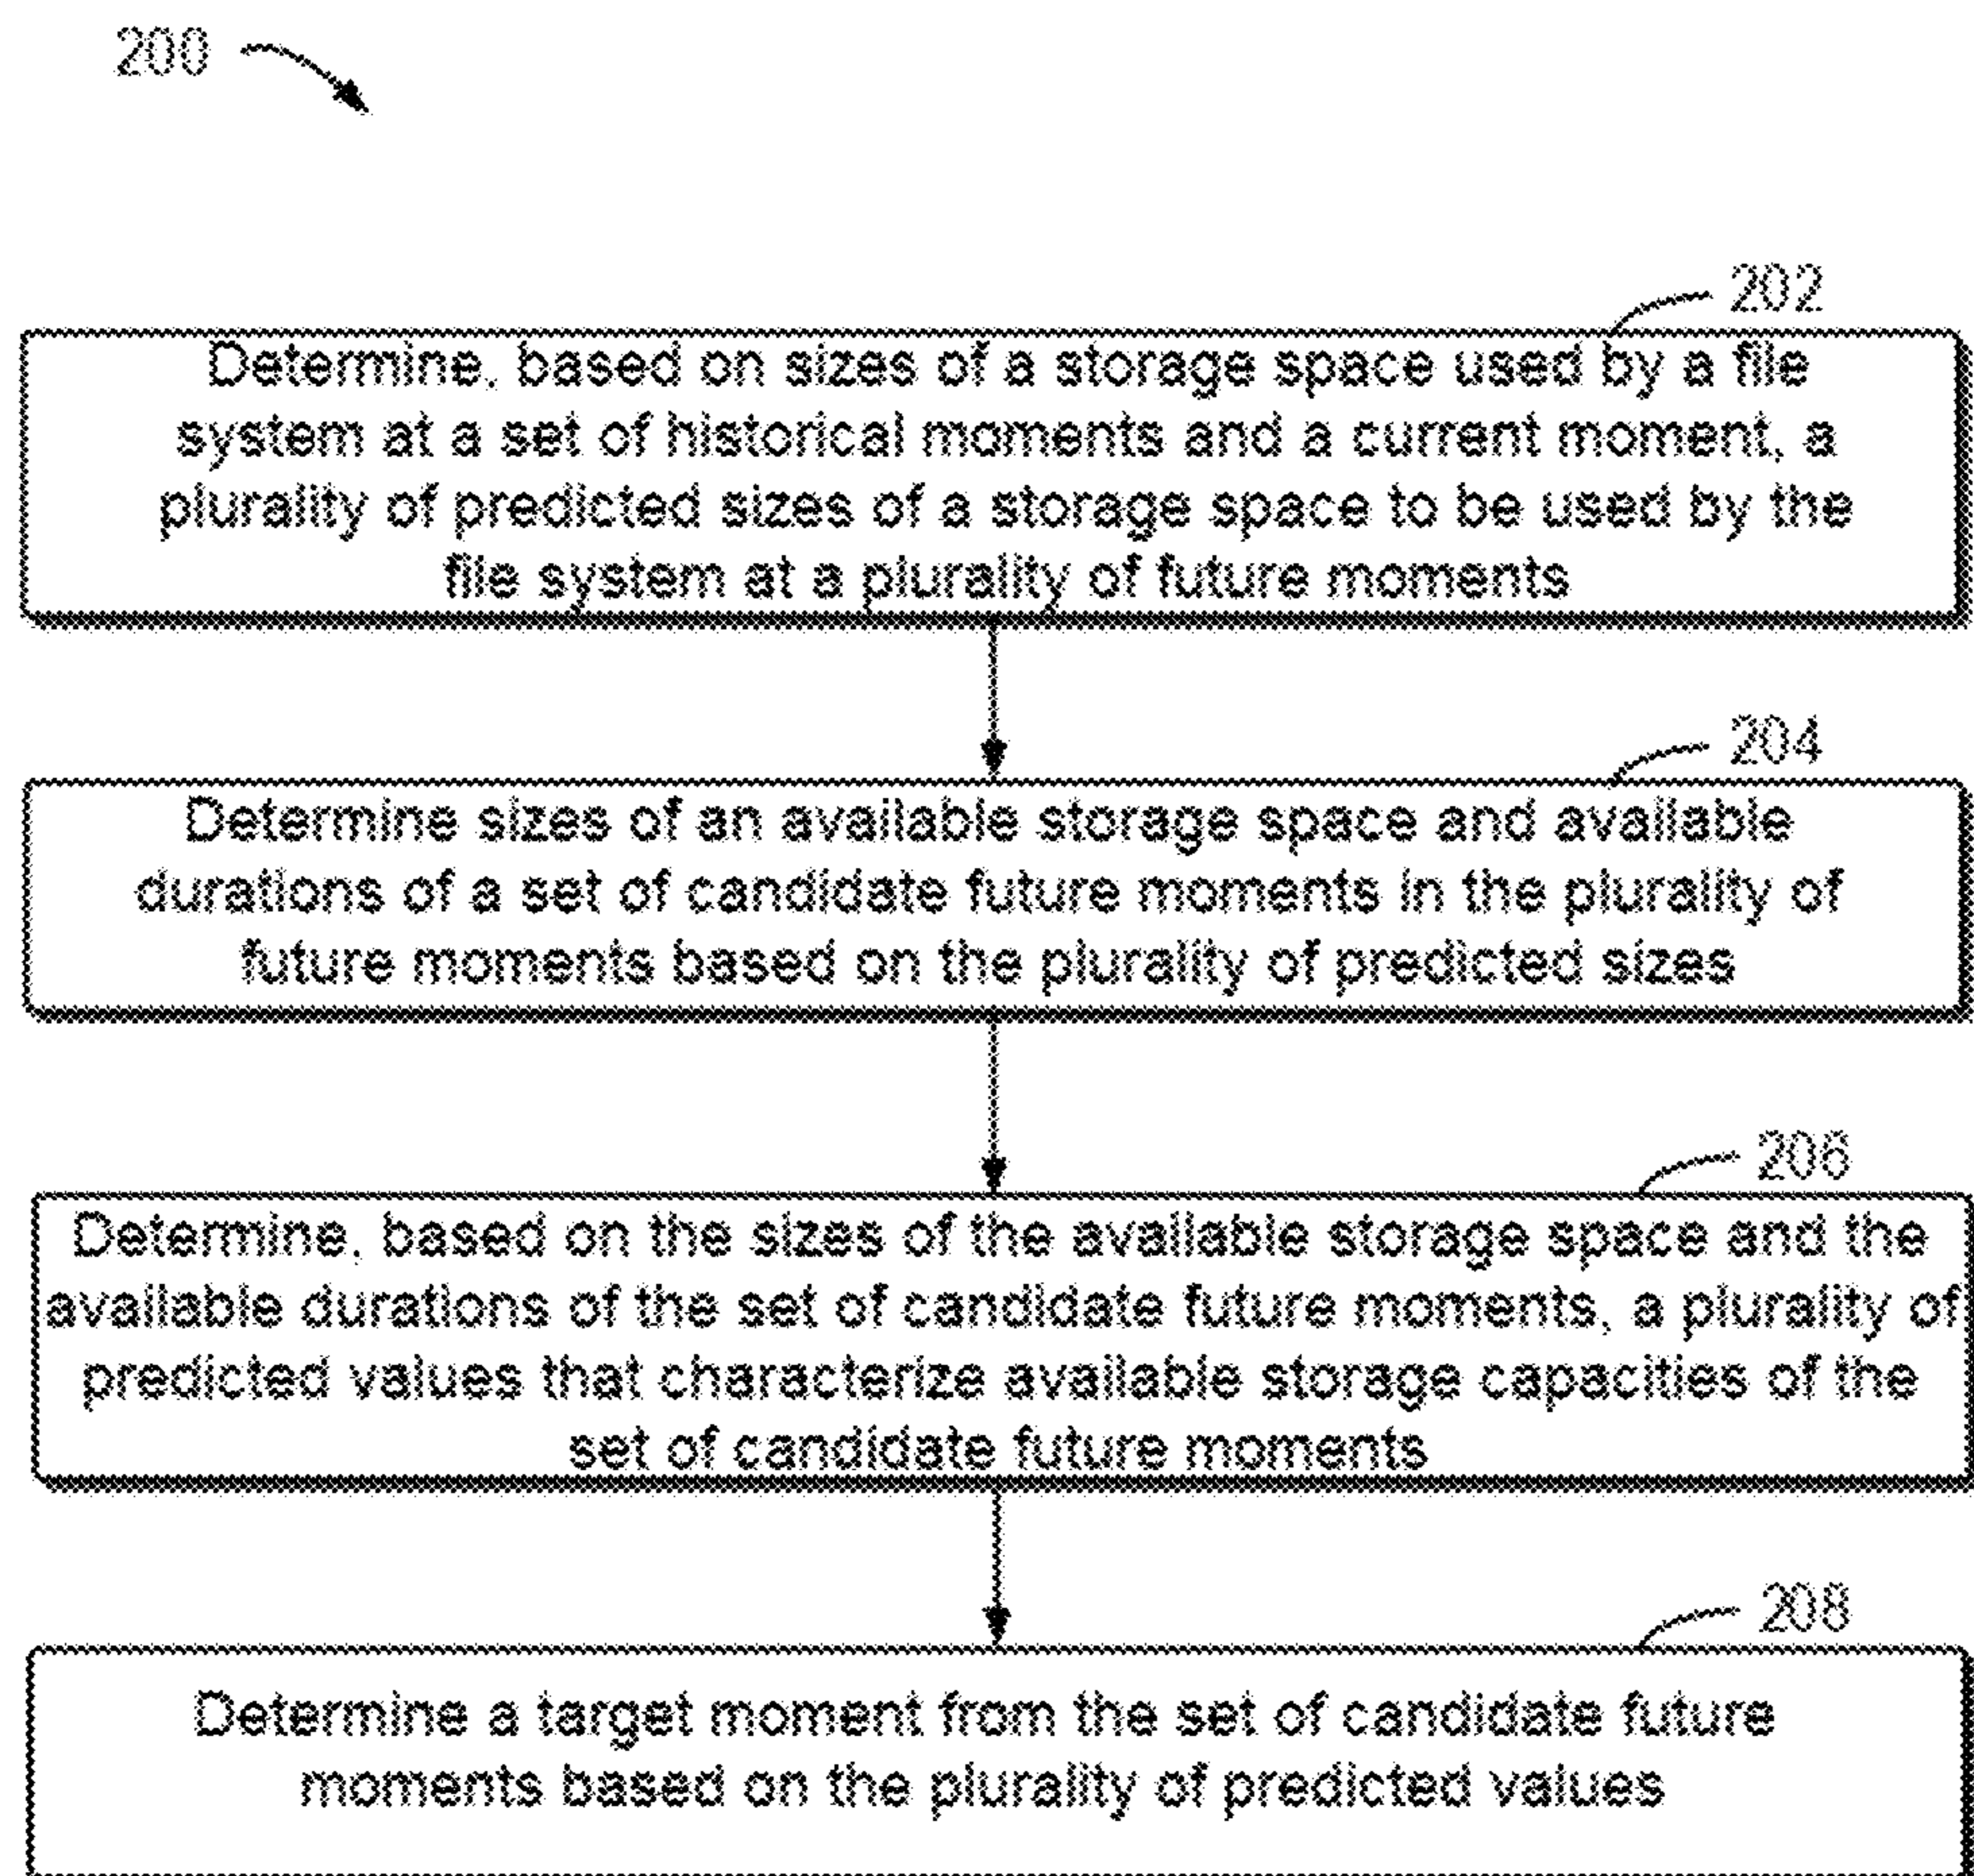 200
202
Determine, based on sizes of a storage space used by a file
system at a set of historical moments and a current moment, a
plurality of predicted sizes of a storage space to be used by the
file system at a plurality of future moments
204
Determine sizes of an available storage space and available
durations of a set of candidate future moments in the plurality of
future moments based on the plurality of predicted sizes
206
Determine, based on the sizes of the available storage space and the
available durations of the set of candidate future moments, a plurality of
predicted values that characterize available storage capacities of the
set of candidate future moments
208
Determine a target moment from the set of candidate future
moments based on the plurality of predicted values